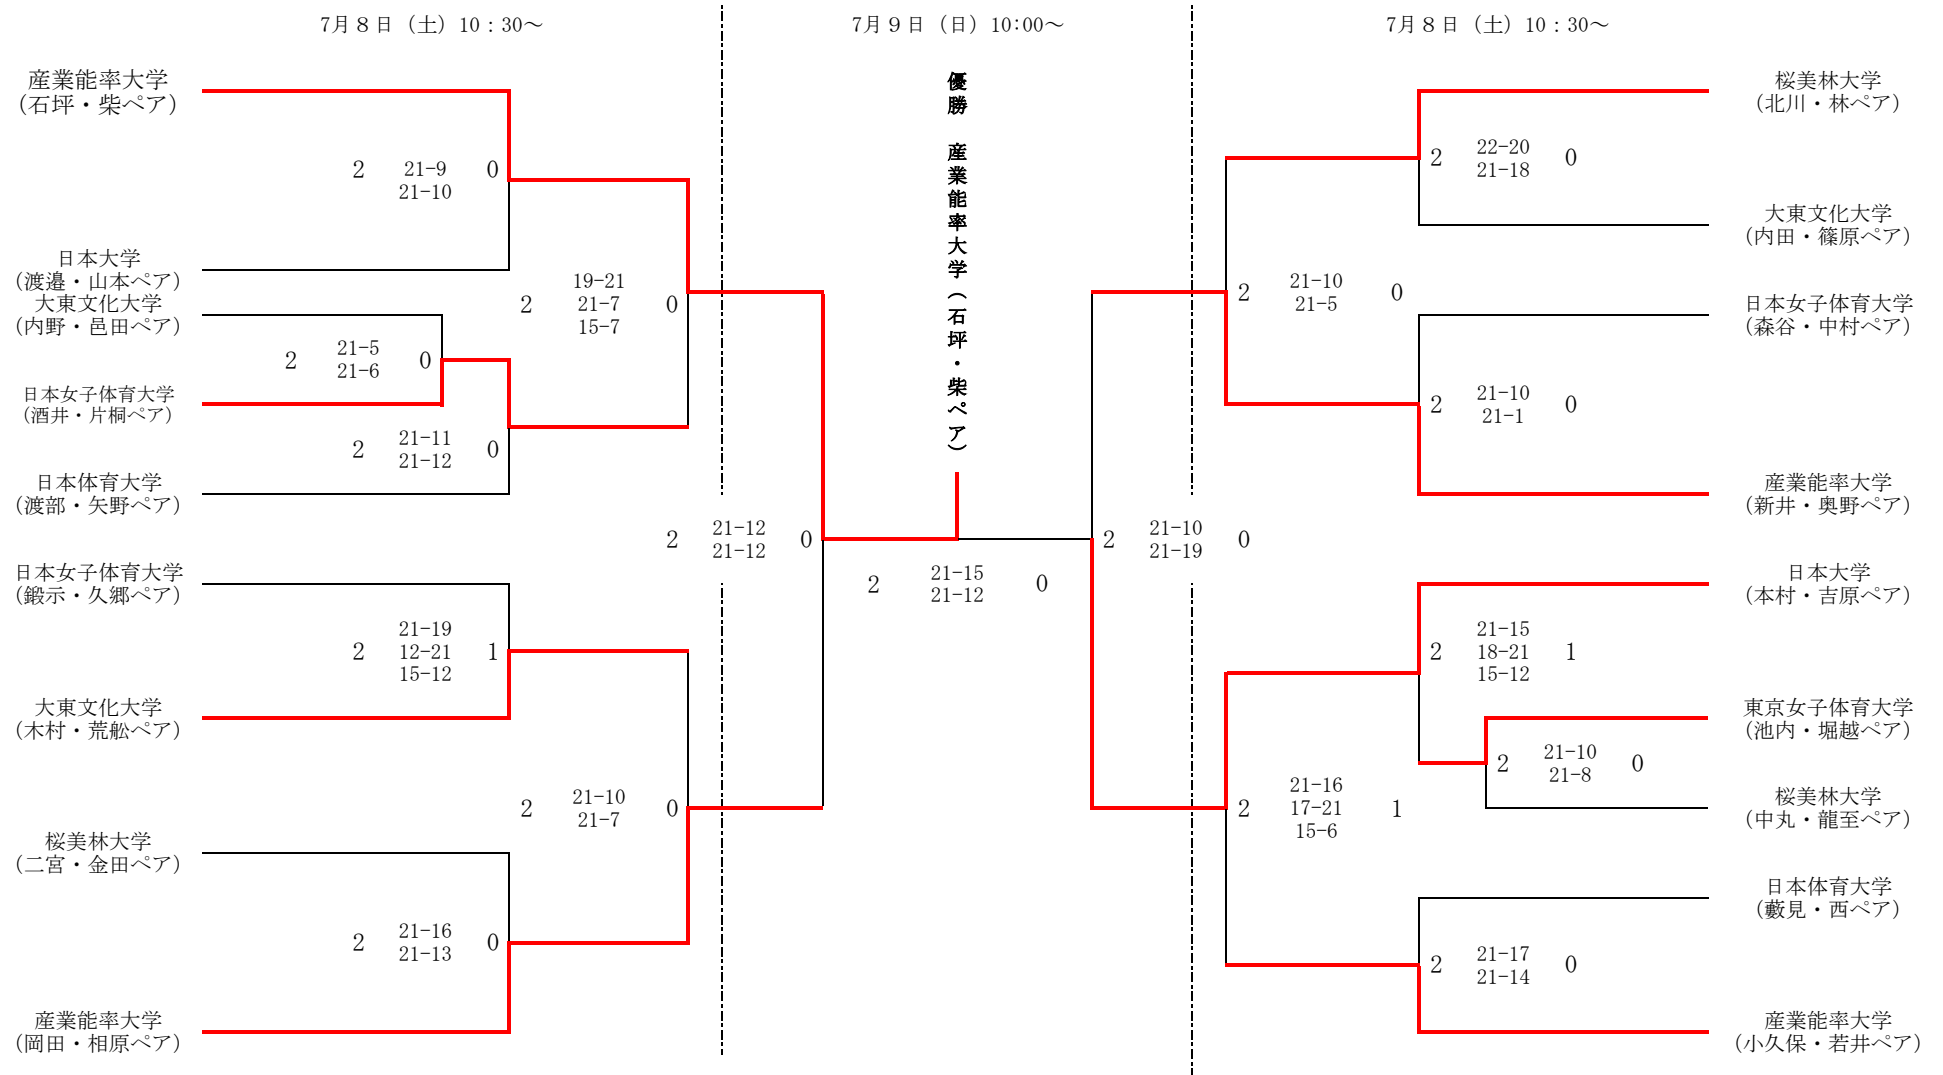 7月８日（土）10：30～
7月９日（日）10:00～
7月８日（土）10：30～
産業能率大学
（石坪・柴ペア）
2
21-9
21-10
0
日本大学
（渡邉・山本ペア）
大東文化大学
（内野・邑田ペア）
2
21-5
21-6
0
日本女子体育大学
（酒井・片桐ペア）
2
21-11
21-12
0
日本体育大学
（渡部・矢野ペア）
2
19-21
21-7
15-7
0
日本女子体育大学
（鍛示・久郷ペア）
2
21-19
12-21
15-12
1
大東文化大学
（木村・荒舩ペア）
2
21-10
21-7
0
桜美林大学
（二宮・金田ペア）
2
21-16
21-13
0
産業能率大学
（岡田・相原ペア）
2
21-12
21-12
0
優勝　産業能率大学（石坪・柴ペア）
2
21-15
21-12
0
2
21-10
21-19
0
桜美林大学
（北川・林ペア）
2
22-20
21-18
0
大東文化大学
（内田・篠原ペア）
2
21-10
21-5
0
日本女子体育大学
（森谷・中村ペア）
2
21-10
21-1
0
産業能率大学
（新井・奥野ペア）
日本大学
（本村・吉原ペア）
2
21-15
18-21
15-12
1
東京女子体育大学
（池内・堀越ペア）
2
21-10
21-8
0
桜美林大学
（中丸・龍至ペア）
2
21-16
17-21
15-6
1
日本体育大学
（藪見・西ペア）
2
21-17
21-14
0
産業能率大学
（小久保・若井ペア）